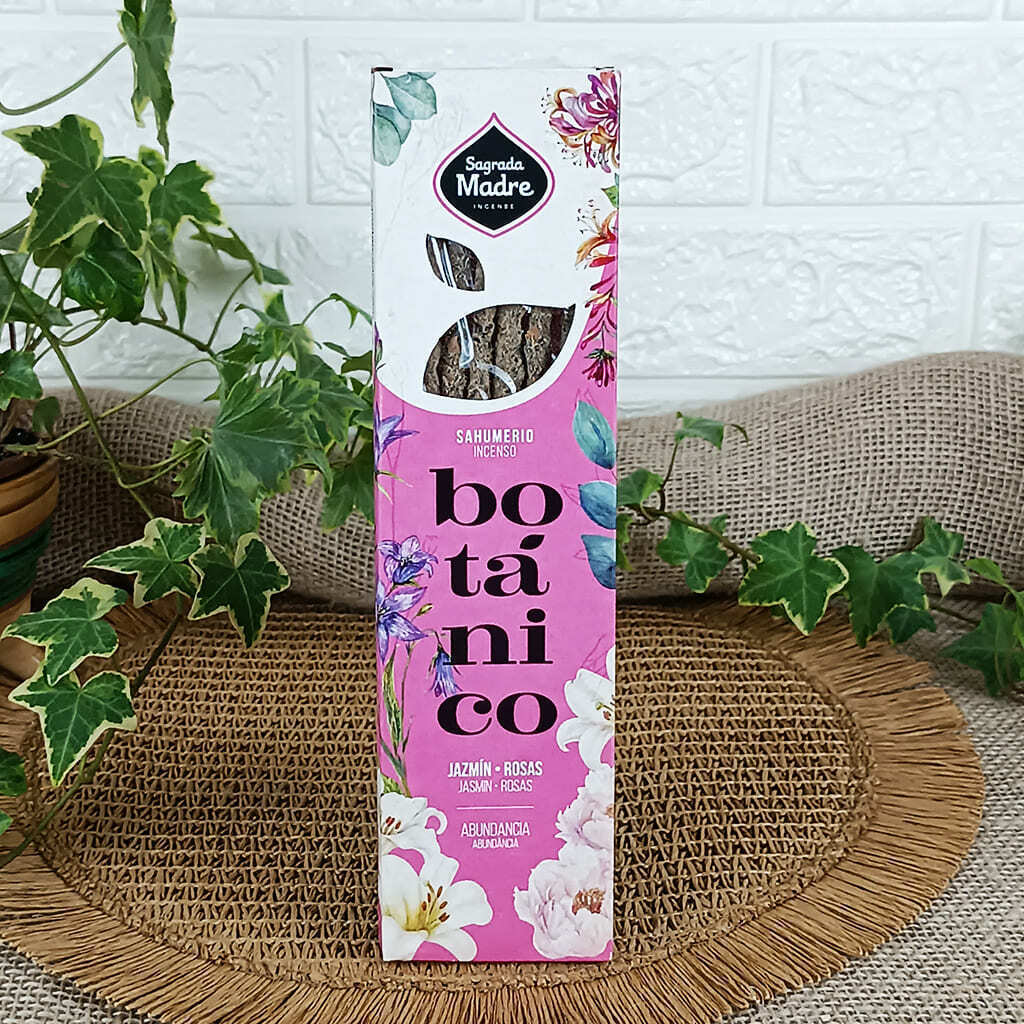 Sagrada
Madre
INCENSE
SAHUMERIO
INCENSO
bo
tá
ni
co
JAZMÍN • ROSAS
JASMIN • ROSAS
ABUNDANCIA
ABUNDÂNCIA